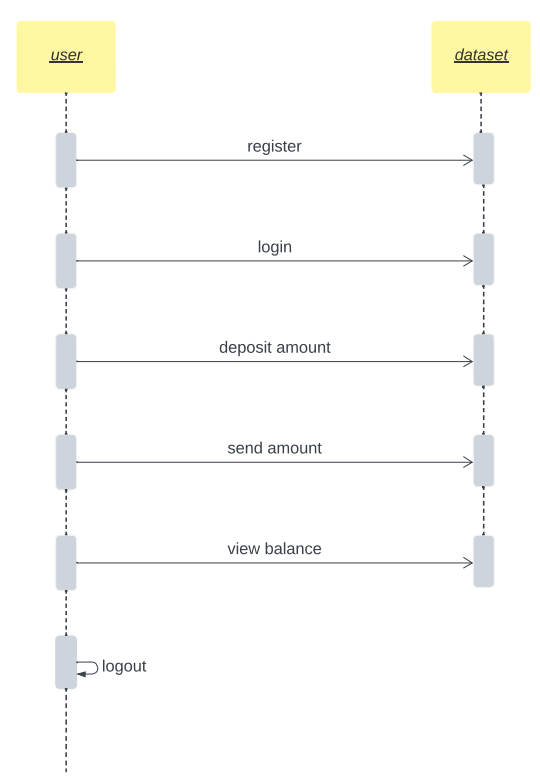 user
dataset
register
login
deposit amount
send amount
view balance
logout